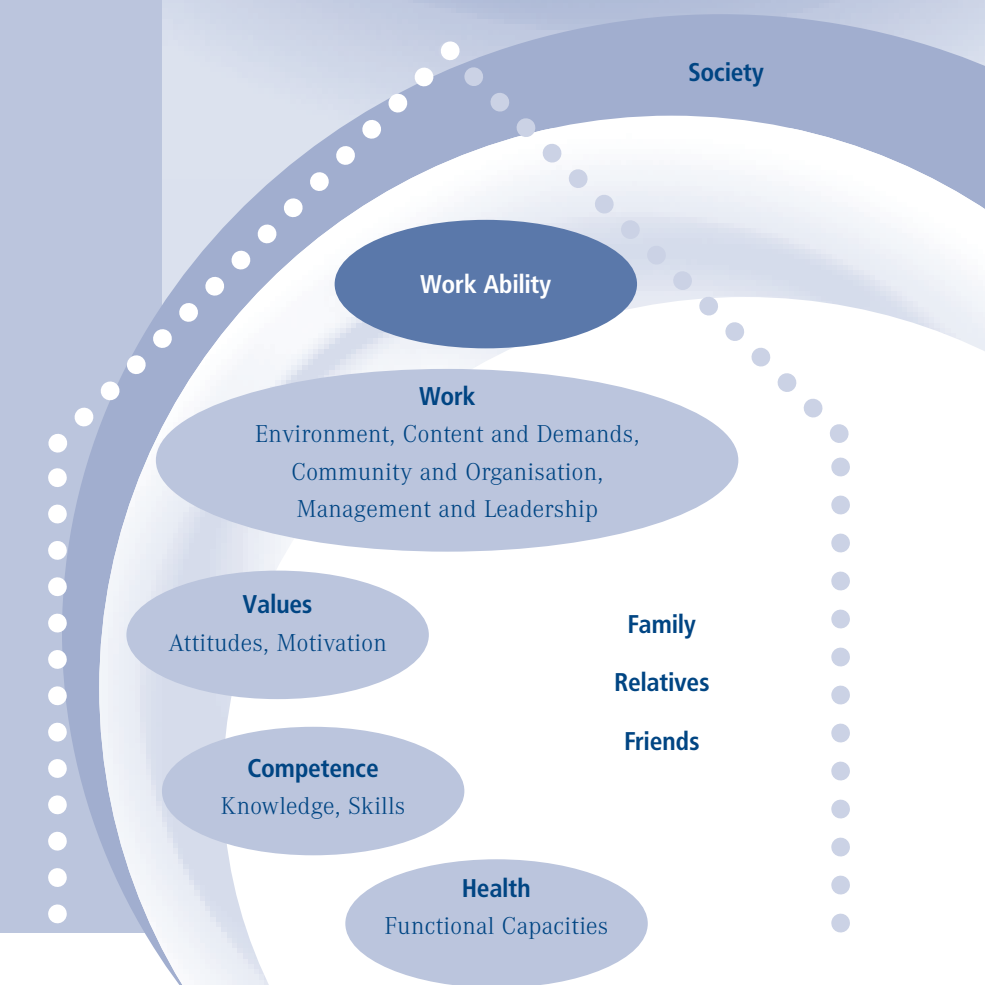 Society
Work Ability
Work
Environment, Content and Demands,
Community and Organisation,
Management and Leadership
Values
Attitudes, Motivation
Family
Relatives
Friends
Competence
Knowledge, Skills
Health
Functional Capacities